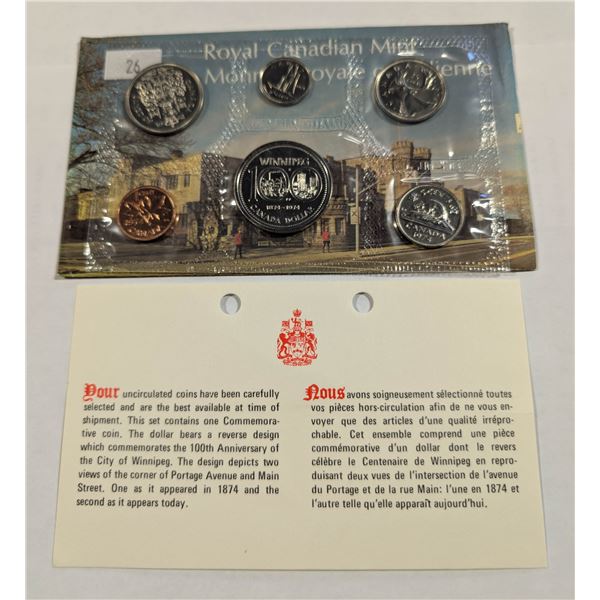 Royal Canadian Mint
26
WINNIPEG
100
1874-1974
CANADA DOLLAR
5 CENTS
CANADA
Your uncirculated coins have been carefully
selected and are the best available at time of
shipment. This set contains one Commemora-
tive coin. The dollar bears a reverse design
which commemorates the 100th Anniversary of
the City of Winnipeg. The design depicts two
views of the corner of Portage Avenue and Main
Street. One as it appeared in 1874 and the
second as it appears today.
Nous avons soigneusement sélectionné toutes
vos pièces hors-circulation afin de ne vous en-
voyer que des articles d'une qualité irrépro-
chable. Cet ensemble comprend une pièce
commémorative d'un dollar dont le revers
célèbre le Centenaire de Winnipeg en repro-
duisant deux vues de l'intersection de l'avenue
du Portage et de la rue Main: l'une en 1874 et
l'autre telle qu'elle apparaît aujourd'hui.